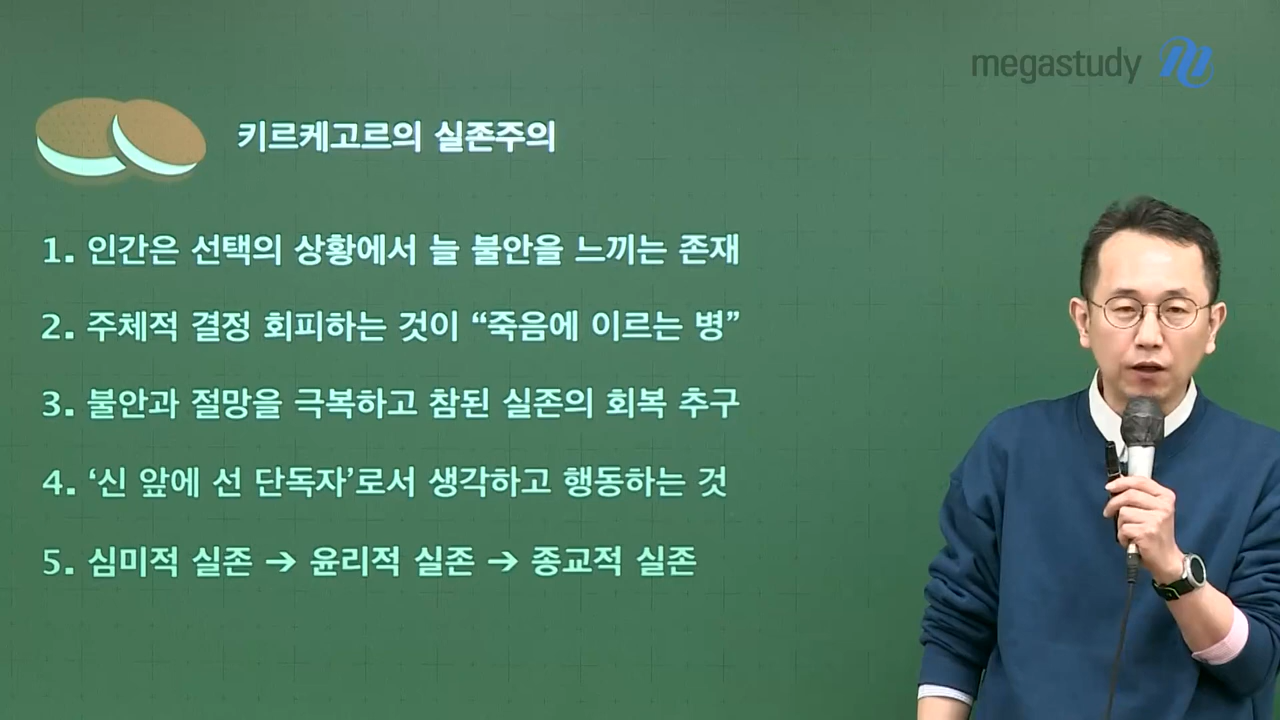 megastudy
키르케고르의 실존주의
1. 인간은 선택의 상황에서 늘 불안을 느끼는 존재
2. 주체적 결정 회피하는 것이 “죽음에 이르는 병”
3. 불안과 절망을 극복하고 참된 실존의 회복 추구
4. ‘신 앞에 선 단독자’로서 생각하고 행동하는 것
5. 심미적 실존 → 윤리적 실존 → 종교적 실존